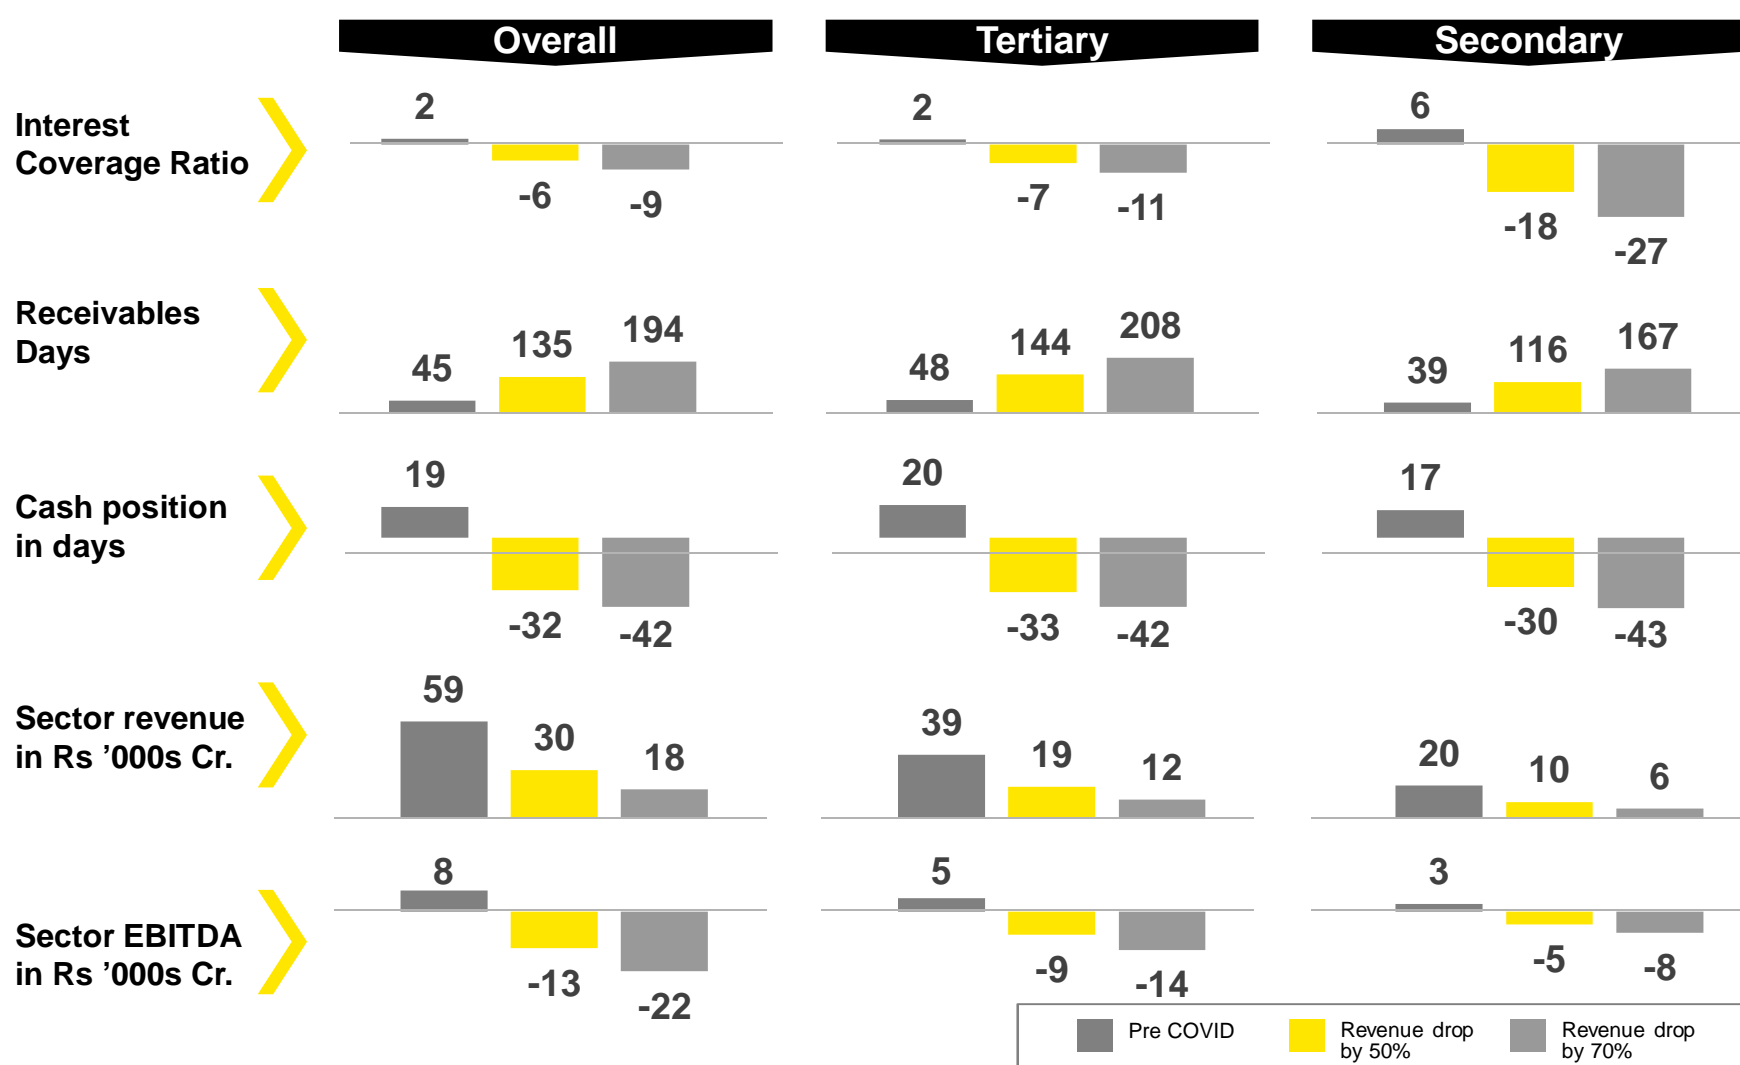 Overall
Tertiary
Secondary
Interest
Coverage Ratio
2
-6
-9
2
-7
-11
6
-18
-27
Receivables
Days
45
135
194
48
144
208
39
116
167
Cash position
in days
19
-32
-42
20
-33
-42
17
-30
-43
Sector revenue
in Rs ’000s Cr.
59
30
18
39
19
12
20
10
6
Sector EBITDA
in Rs ’000s Cr.
8
-13
-22
5
-9
-14
3
-5
-8
Pre COVID
Revenue drop
by 50%
Revenue drop
by 70%